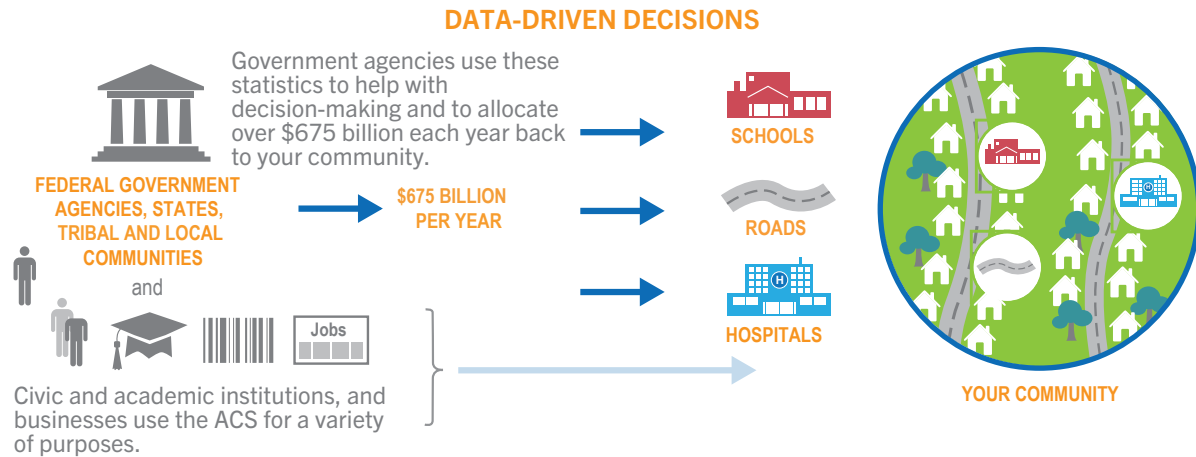 DATA-DRIVEN DECISIONS
Government agencies use these
statistics to help with
decision-making and to allocate
over $675 billion each year back
to your community.
FEDERAL GOVERNMENT
AGENCIES, STATES,
TRIBAL AND LOCAL
COMMUNITIES
and
$675 BILLION
PER YEAR
Jobs
Civic and academic institutions, and
businesses use the ACS for a variety
of purposes.
SCHOOLS
ROADS
H
HOSPITALS
H
YOUR COMMUNITY